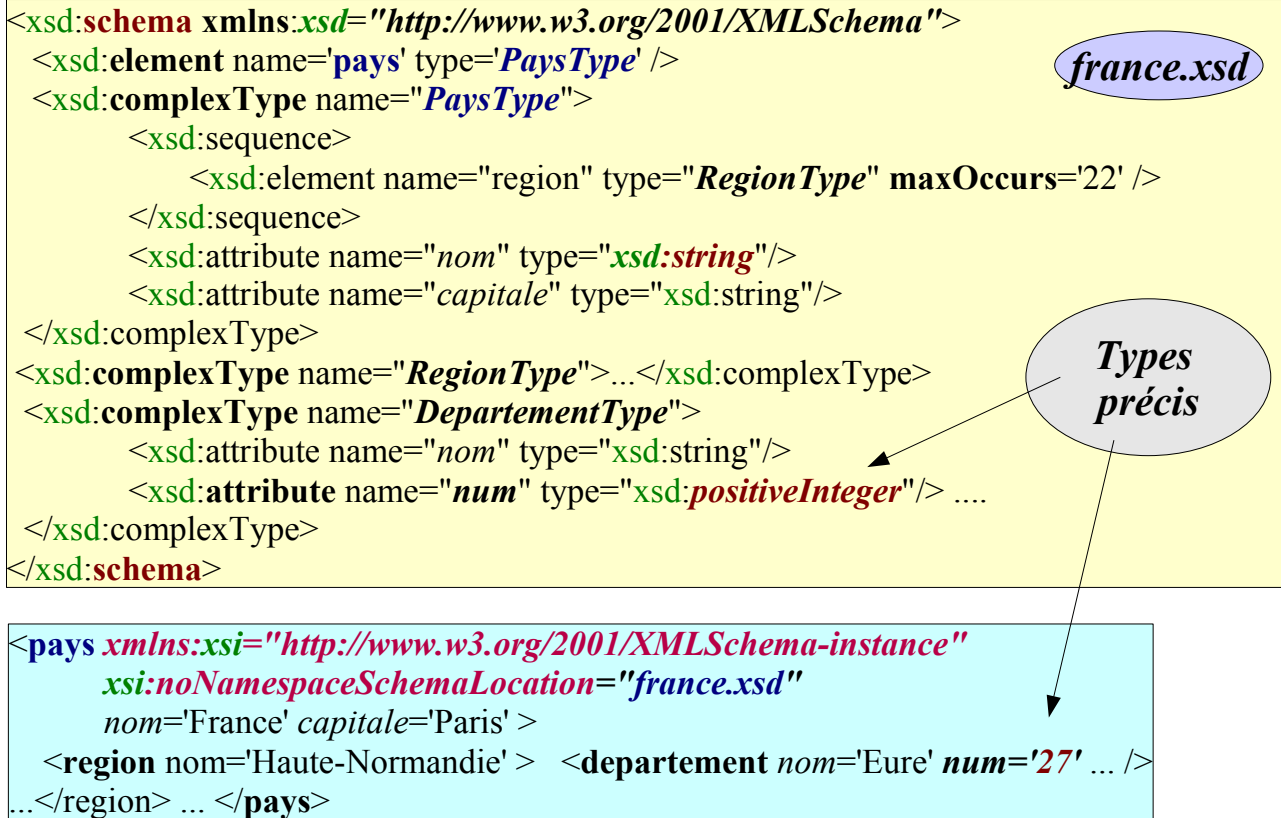 <xsd:schema xmlns:xsd="http://www.w3.org/2001/XMLSchema">
<xsd:element name='pays' type='PaysType' />
france.xsd
<xsd:complexType name="PaysType">
<xsd:sequence>
<xsd:element name="region" type="RegionType" maxOccurs='22' />
</xsd:sequence>
<xsd:attribute name="nom" type="xsd:string"/>
<xsd:attribute name="capitale" type="xsd:string"/>
</xsd:complexType>
Types
précis
<xsd:complexType name="RegionType">...</xsd:complexType>
<xsd:complexType name="DepartementType">
<xsd:attribute name="nom" type="xsd:string"/>
<xsd:attribute name="num" type="xsd:positiveInteger"/> ....
</xsd:complexType>
</xsd:schema>
<pays xmlns:xsi="http://www.w3.org/2001/XMLSchema-instance"
xsi:noNamespaceSchemaLocation="france.xsd"
nom='France' capitale='Paris' >
<region nom='Haute-Normandie' > <departement nom='Eure' num='27' ... />
...</region> ... </pays>